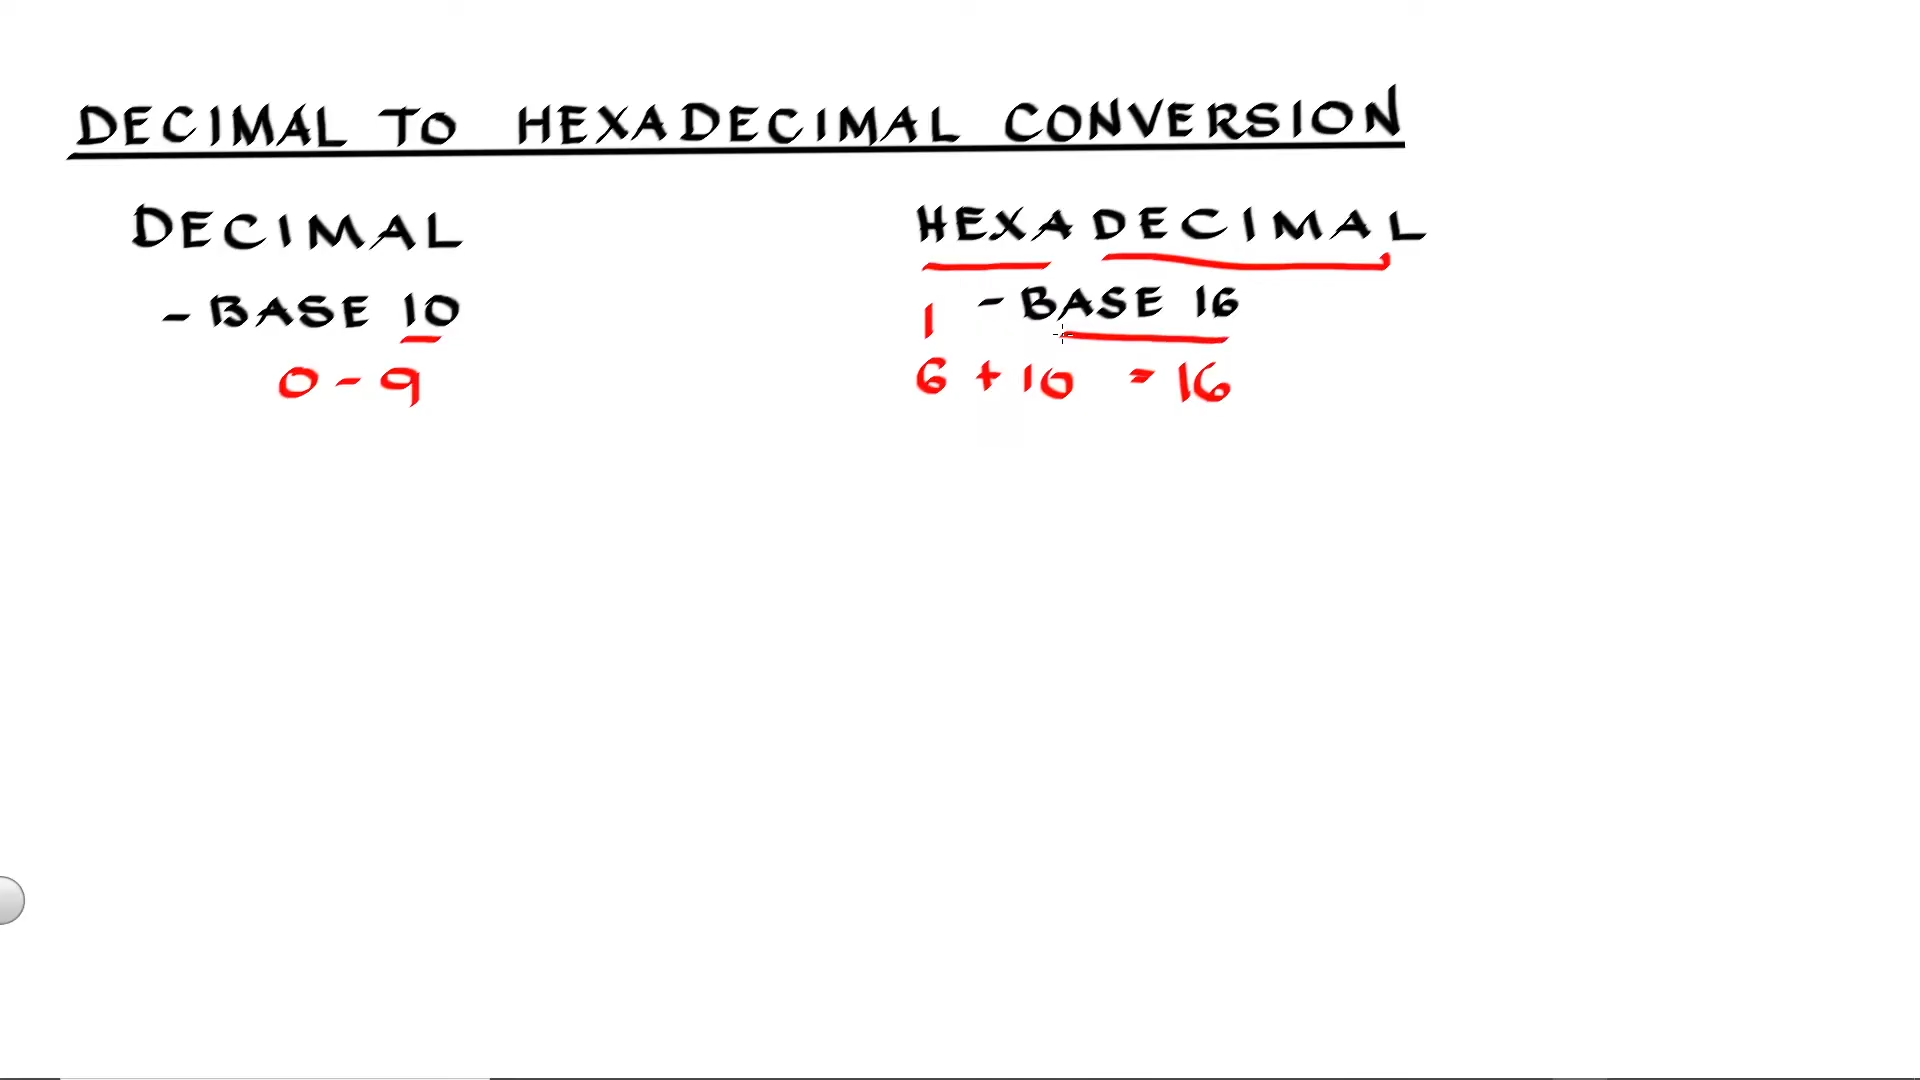 DECIMAL TO HEXADECIMAL CONVERSION
DECIMAL
- BASE 10
0 - 9
HEXADECIMAL
1 - BASE 16
6 + 10 = 16